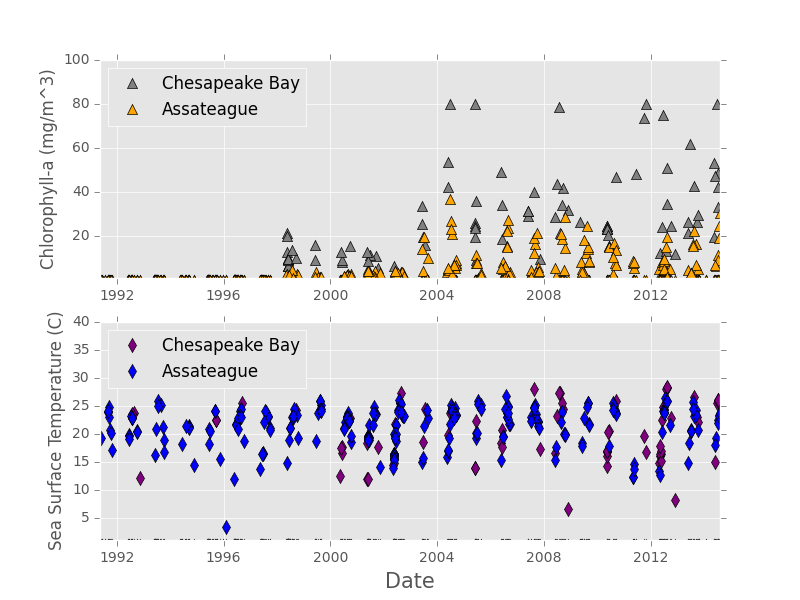 100
80
60
40
20
Chlorophyll-a (mg/m^3)
Chesapeake Bay
Assateague
1992 1996 2000 2004 2008 2012
40
35
30
25
20
15
10
5
Sea Surface Temperature (C)
Chesapeake Bay
Assateague
1992 1996 2000 2004 2008 2012
Date